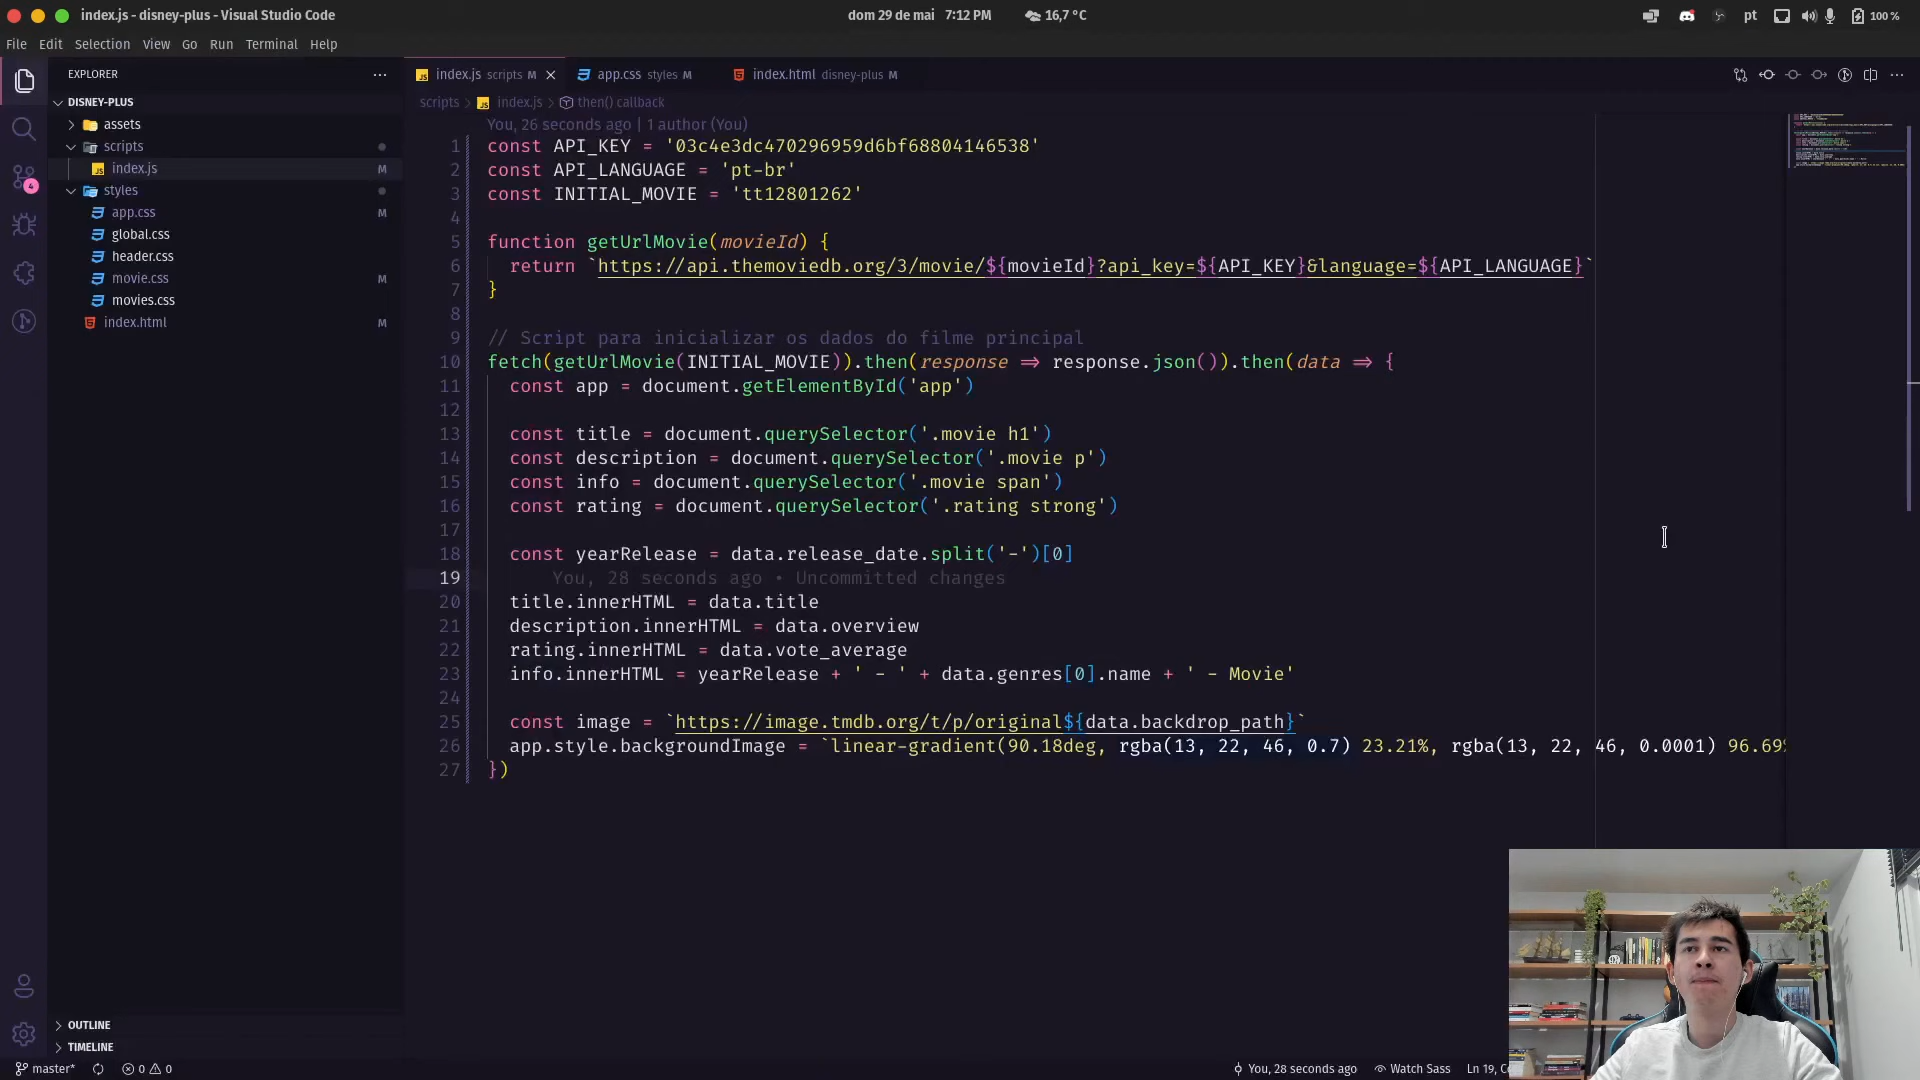 index.js - disney-plus - Visual Studio Code
dom 29 de mai 7:12 PM
16,7 °C
pt
100 %
File Edit Selection View Go Run Terminal Help
EXPLORER
DISNEY-PLUS
assets
scripts
index.js M
styles
app.css M
global.css
header.css
movie.css M
movies.css
index.html M
4
OUTLINE
TIMELINE
index.js scripts M
app.css styles M
index.html disney-plus M
scripts > index.js > then() callback
You, 26 seconds ago | 1 author (You)
1 const API_KEY = '03c4e3dc470296959d6bf68804146538'
2 const API_LANGUAGE = 'pt-br'
3 const INITIAL_MOVIE = 'tt12801262'
4
5 function getUrlMovie(movieId) {
6 return `https://api.themoviedb.org/3/movie/${movieId}?api_key=${API_KEY}&language=${API_LANGUAGE}`
7 }
8
9 // Script para inicializar os dados do filme principal
10 fetch(getUrlMovie(INITIAL_MOVIE)).then(response => response.json()).then(data => {
11 const app = document.getElementById('app')
12
13 const title = document.querySelector('.movie h1')
14 const description = document.querySelector('.movie p')
15 const info = document.querySelector('.movie span')
16 const rating = document.querySelector('.rating strong')
17
18 const yearRelease = data.release_date.split('-')[0]
19 You, 28 seconds ago • Uncommitted changes
20 title.innerHTML = data.title
21 description.innerHTML = data.overview
22 rating.innerHTML = data.vote_average
23 info.innerHTML = yearRelease + ' - ' + data.genres[0].name + ' - Movie'
24
25 const image = `https://image.tmdb.org/t/p/original${data.backdrop_path}`
26 app.style.backgroundImage = `linear-gradient(90.18deg, rgba(13, 22, 46, 0.7) 23.21%, rgba(13, 22, 46, 0.0001) 96.69%
27 })
master* 0 0
You, 28 seconds ago
Watch Sass
Ln 19,